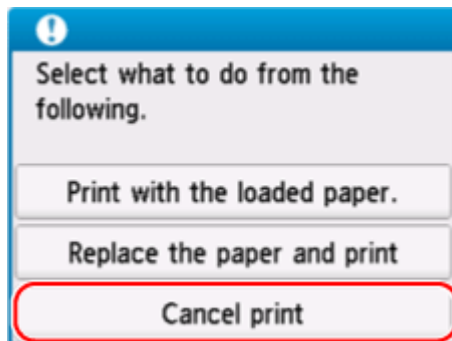 Select what to do from the
following.
Print with the loaded paper.
Replace the paper and print
Cancel print